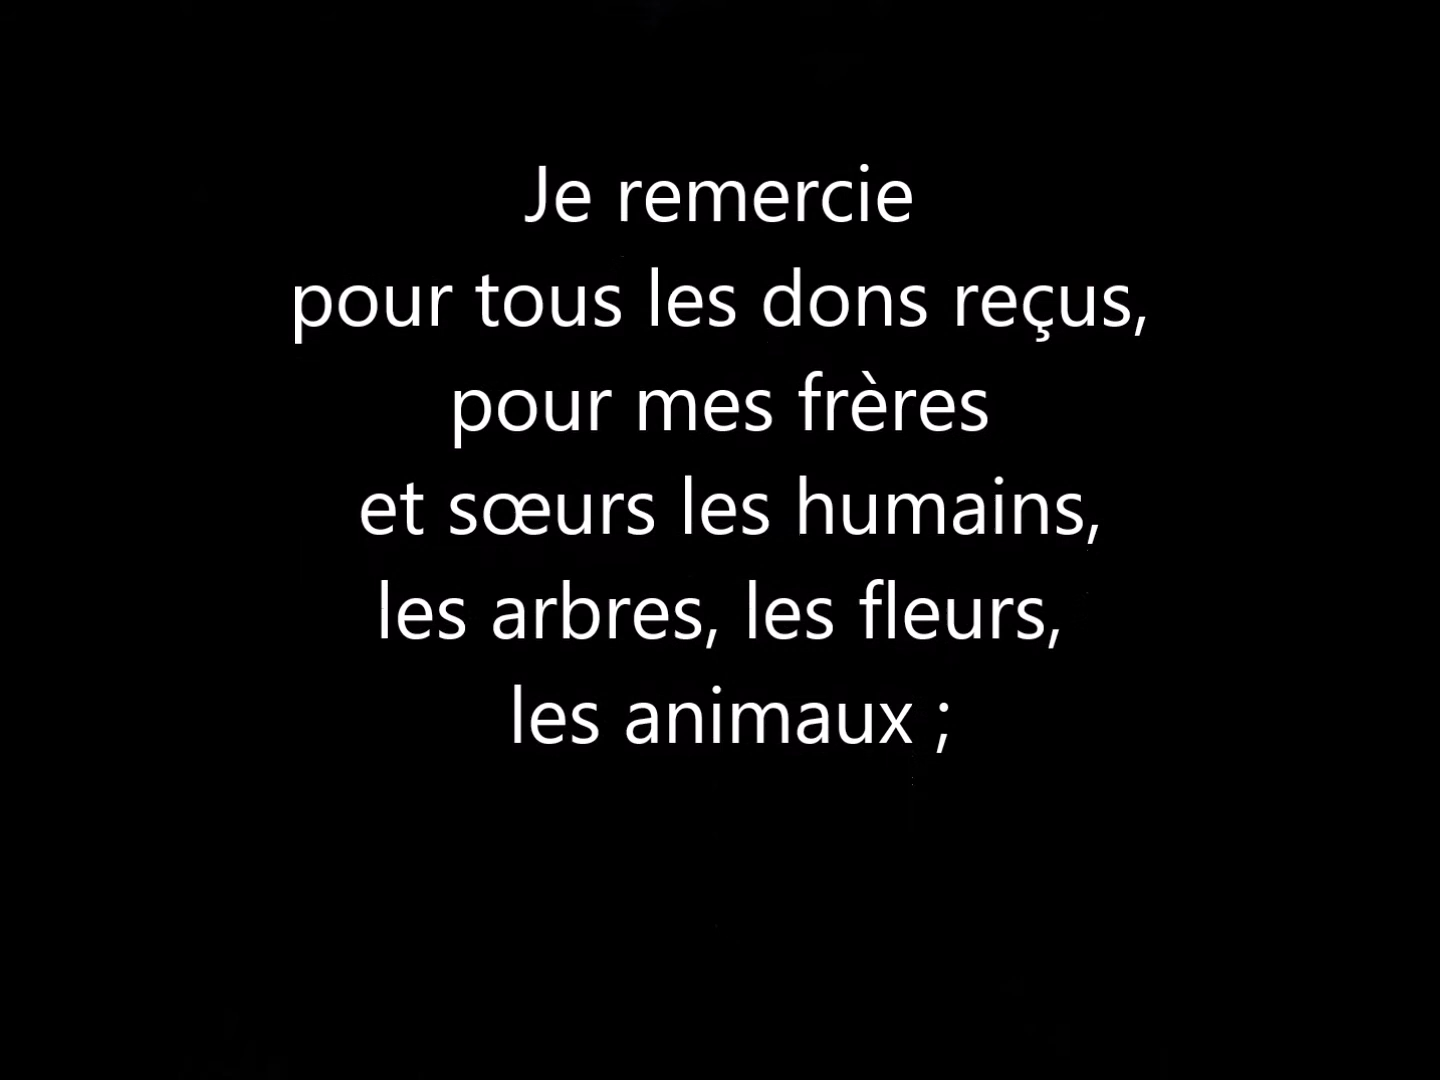 Je remercie
pour tous les dons reçus,
pour mes frères
et sœurs les humains,
les arbres, les fleurs,
les animaux ;